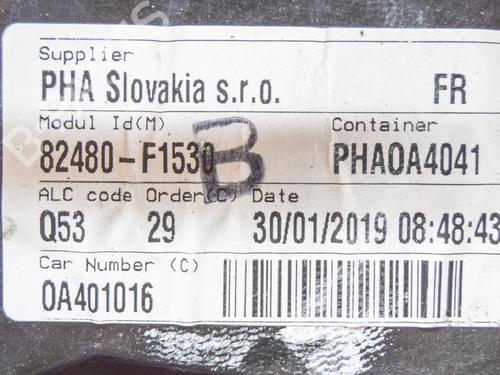 Supplier
PHA Slovakia s.r.o. FR
Modul Id(M) Container
82480-F1530 PHAOA4041
B
ALC code Order(C) Date
Q53 29 30/01/2019 08:48:43
Car Number (C)
0A401016